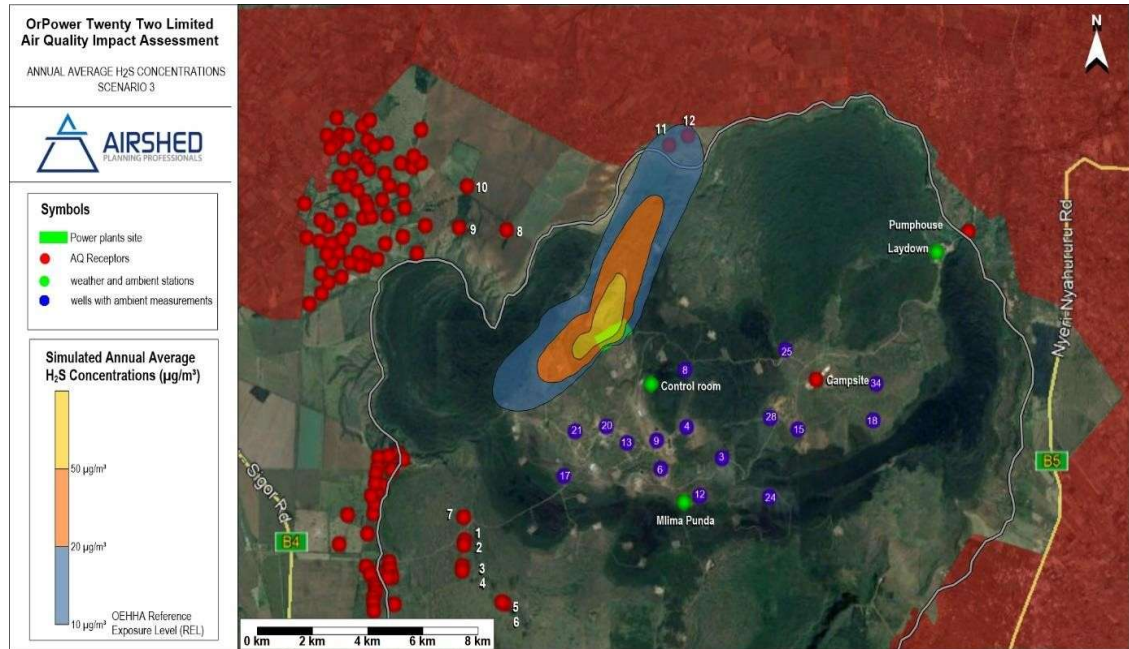 OrPower Twenty Two Limited
Air Quality Impact Assessment
ANNUAL AVERAGE H₂S CONCENTRATIONS
SCENARIO 3
AIRSHED
PLANNING PROFESSIONALS
Symbols
Power plants site
AQ Receptors
weather and ambient stations
wells with ambient measurements
Simulated Annual Average
H₂S Concentrations (µg/m³)
50 µg/m³
20 µg/m³
10 µg/m³
OEHHA Reference
Exposure Level (REL)
N
12
11
10
9
8
Pumphouse
Laydown
Nyeri Nyahururu Rd
25
8
Control room
Campsite
34
28
18
4
15
21
20
13
9
3
B5
6
17
12
24
Mlima Punda
Sigor Rd
B4
7
1
2
3
4
5
6
0 km 2 km 4 km 6 km 8 km